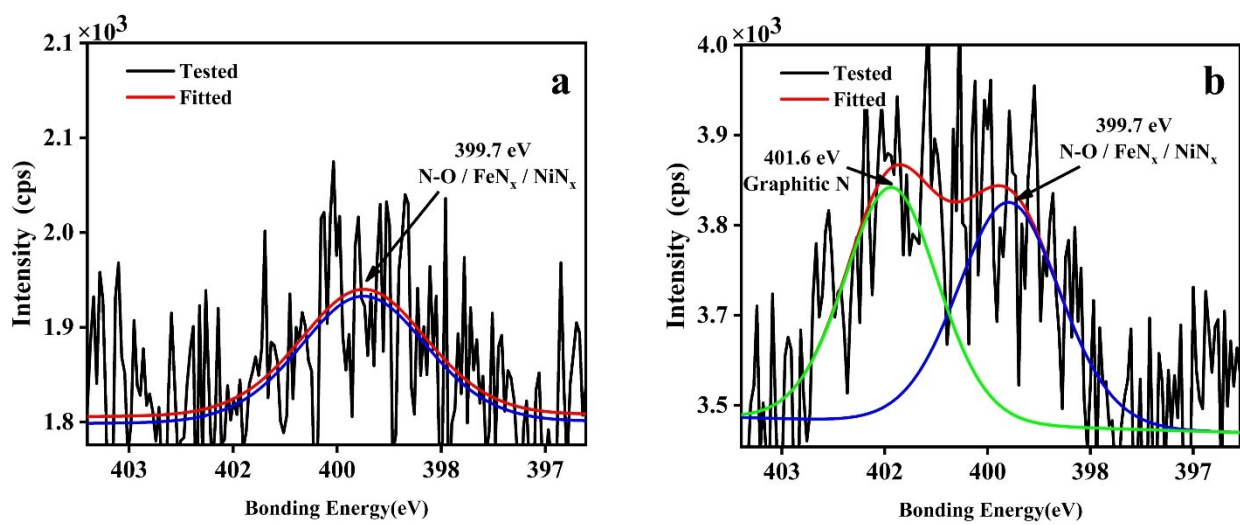 ×10³
2.1
2.1
2.0
1.9
1.8
Intensity (cps)
Tested
Fitted
a
399.7 eV
N-O / FeNₓ / NiNₓ
403
402
400
398
397
Bonding Energy(eV)
×10³
4.0
3.9
3.8
3.7
3.5
Intensity (cps)
Tested
Fitted
b
401.6 eV
Graphitic N
399.7 eV
N-O / FeNₓ / NiNₓ
403
402
400
398
397
Bonding Energy(eV)